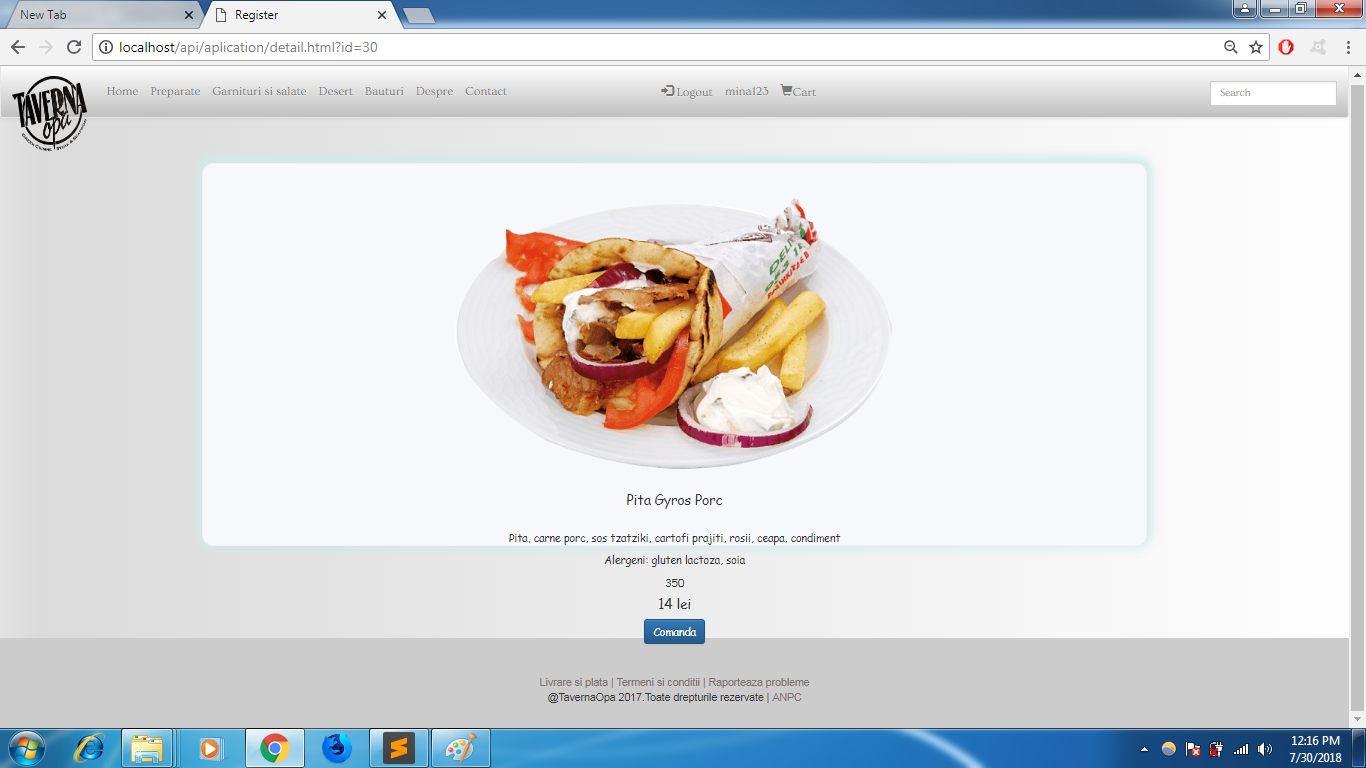 New Tab
Register
localhost/api/aplication/detail.html?id=30
TAVERNA
opa
Home Preparate Garnituri si salate Desert Bauturi Despre Contact Logout mina123 Cart Search
Pita Gyros Porc
Pita, carne porc, sos tzatziki, cartofi prajiti, rosii, ceapa, condiment
Alergeni: gluten lactoza, soia
350
14 lei
Comanda
Livrare si plata | Termeni si conditii | Raporteaza probleme
@TavernaOpa 2017.Toate drepturile rezervate | ANPC
12:16 PM
7/30/2018